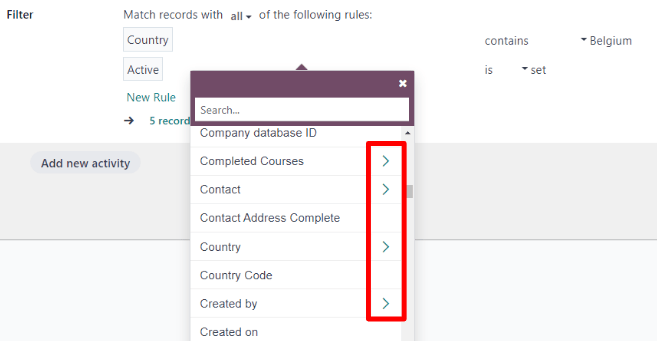 Filter
Match records with all of the following rules:
Country contains Belgium
Active is set
New Rule
Search...
5 record
Company database ID
Completed Courses
Add new activity
Contact
Contact Address Complete
Country
Country Code
Created by
Created on